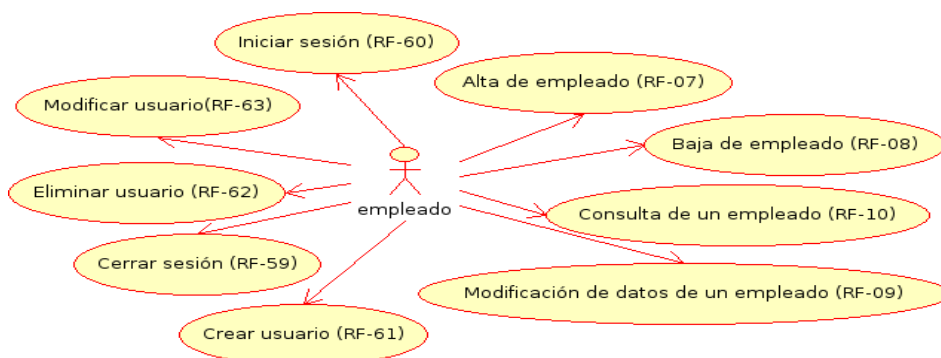 Iniciar sesión (RF-60)
Alta de empleado (RF-07)
Modificar usuario(RF-63)
Baja de empleado (RF-08)
Eliminar usuario (RF-62)
empleado
Consulta de un empleado (RF-10)
Cerrar sesión (RF-59)
Modificación de datos de un empleado (RF-09)
Crear usuario (RF-61)